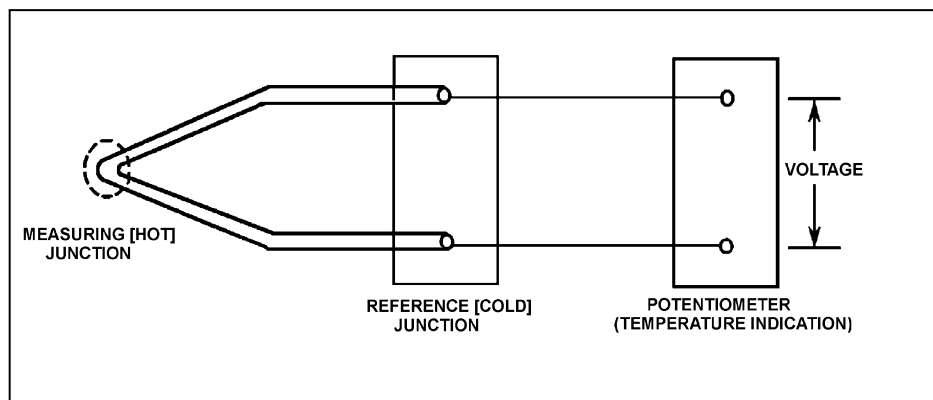 VOLTAGE
MEASURING [HOT]
JUNCTION
REFERENCE [COLD]
JUNCTION
POTENTIOMETER
(TEMPERATURE INDICATION)